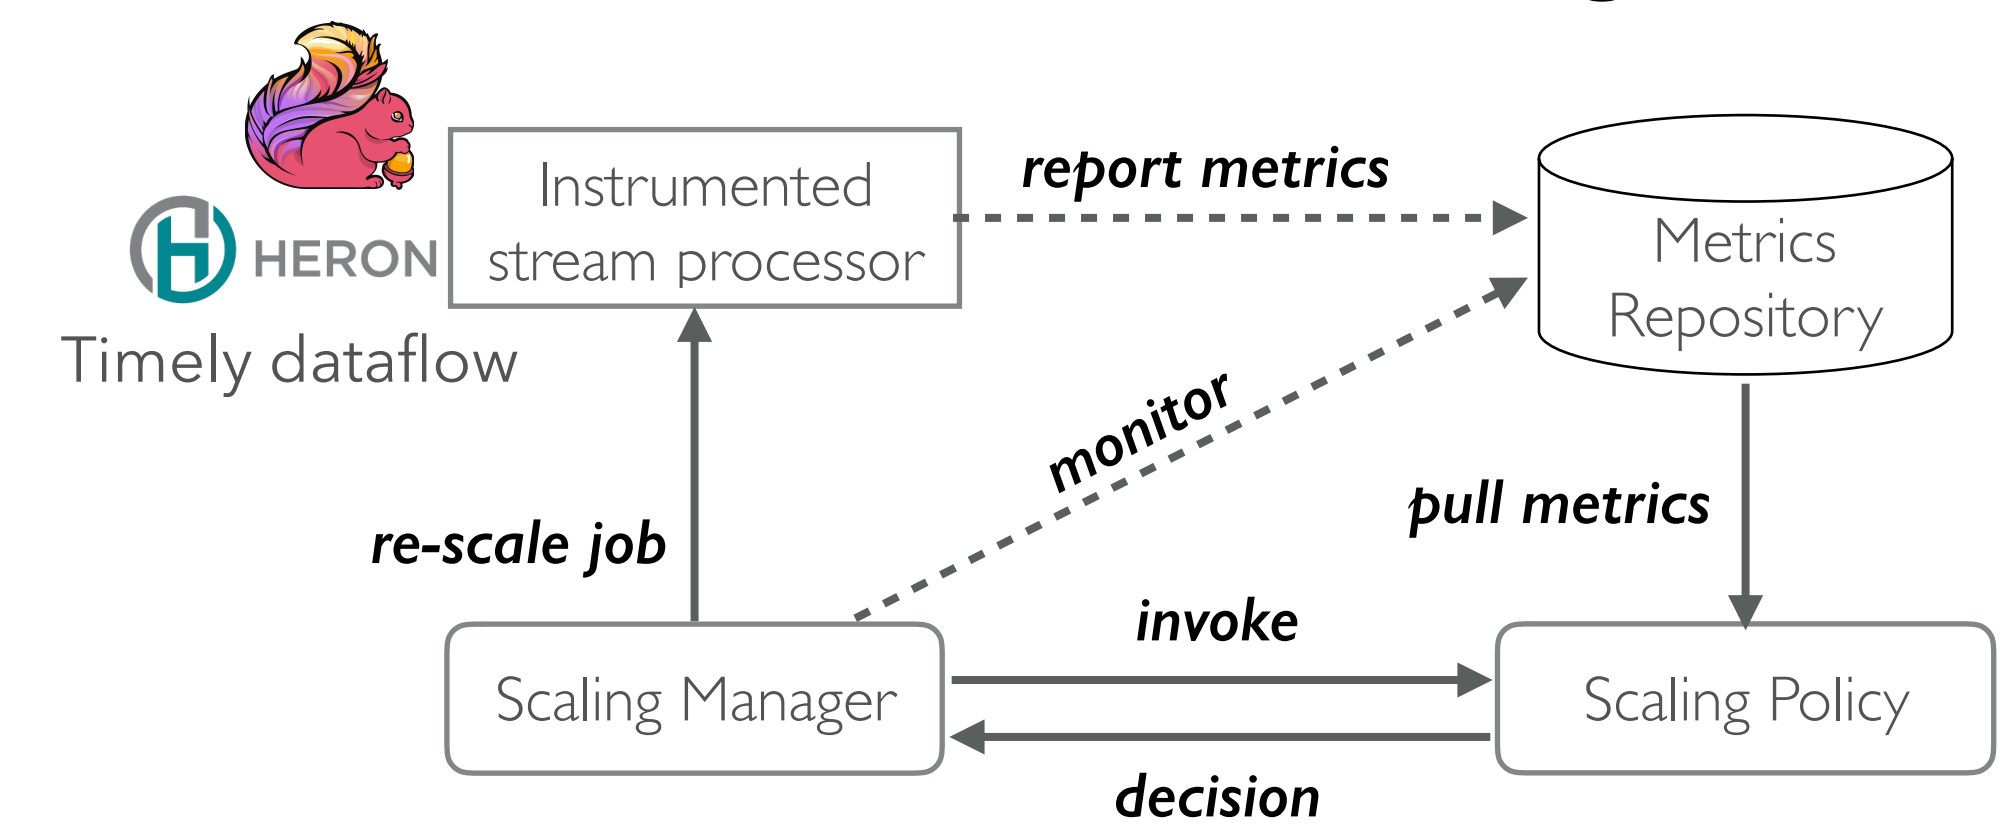 Instrumented
stream processor
HERON
Timely dataflow
report metrics
Metrics
Repository
monitor
pull metrics
re-scale job
invoke
Scaling Manager
Scaling Policy
decision